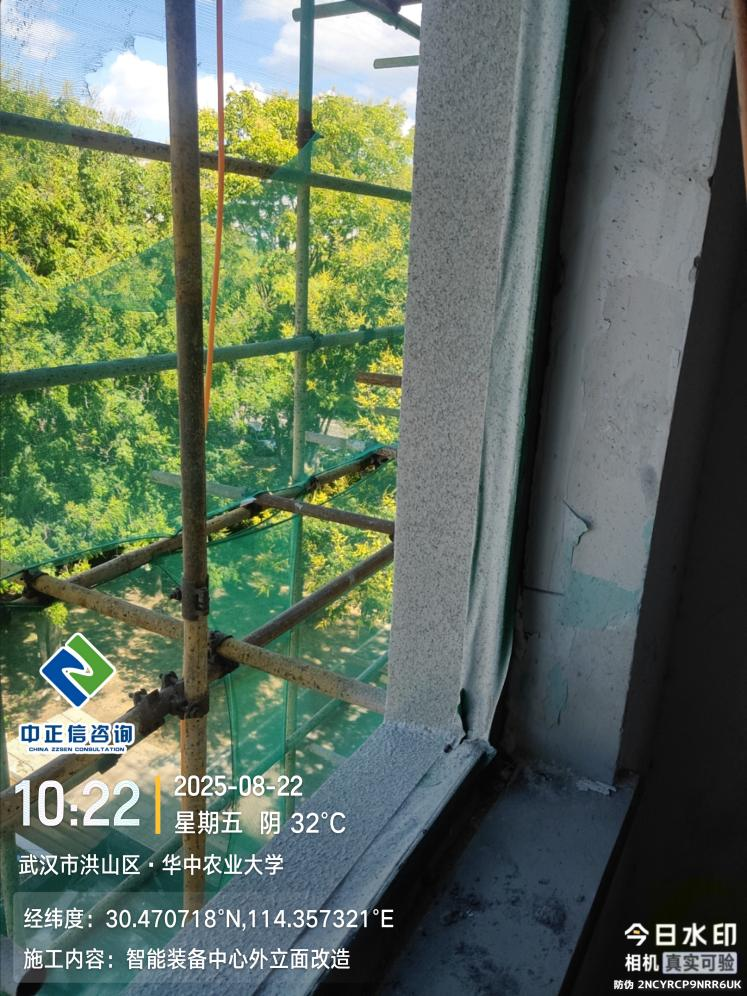 中正信咨询
CHINA ZZSEN CONSULTATION
10:22
2025-08-22
星期五 阴 32℃
武汉市洪山区·华中农业大学
经纬度：30.470718°N,114.357321°E
施工内容：智能装备中心外立面改造
今日水印
相机 真实可验
防伪 2NCYRCP9NRR6UK